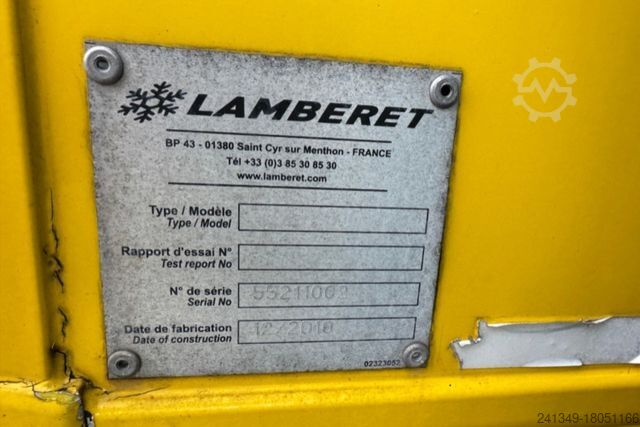 LAMBERET
BP 43 - 01380 Saint Cyr sur Menthon - FRANCE
Tél +33 (0)3 85 30 85 30
www.lamberet.com
Type / Modèle
Type / Model
Rapport d'essai N°
Test report No
N° de série
Serial No
Date de fabrication
Date of construction
12/2010
02323052
241349-18051166